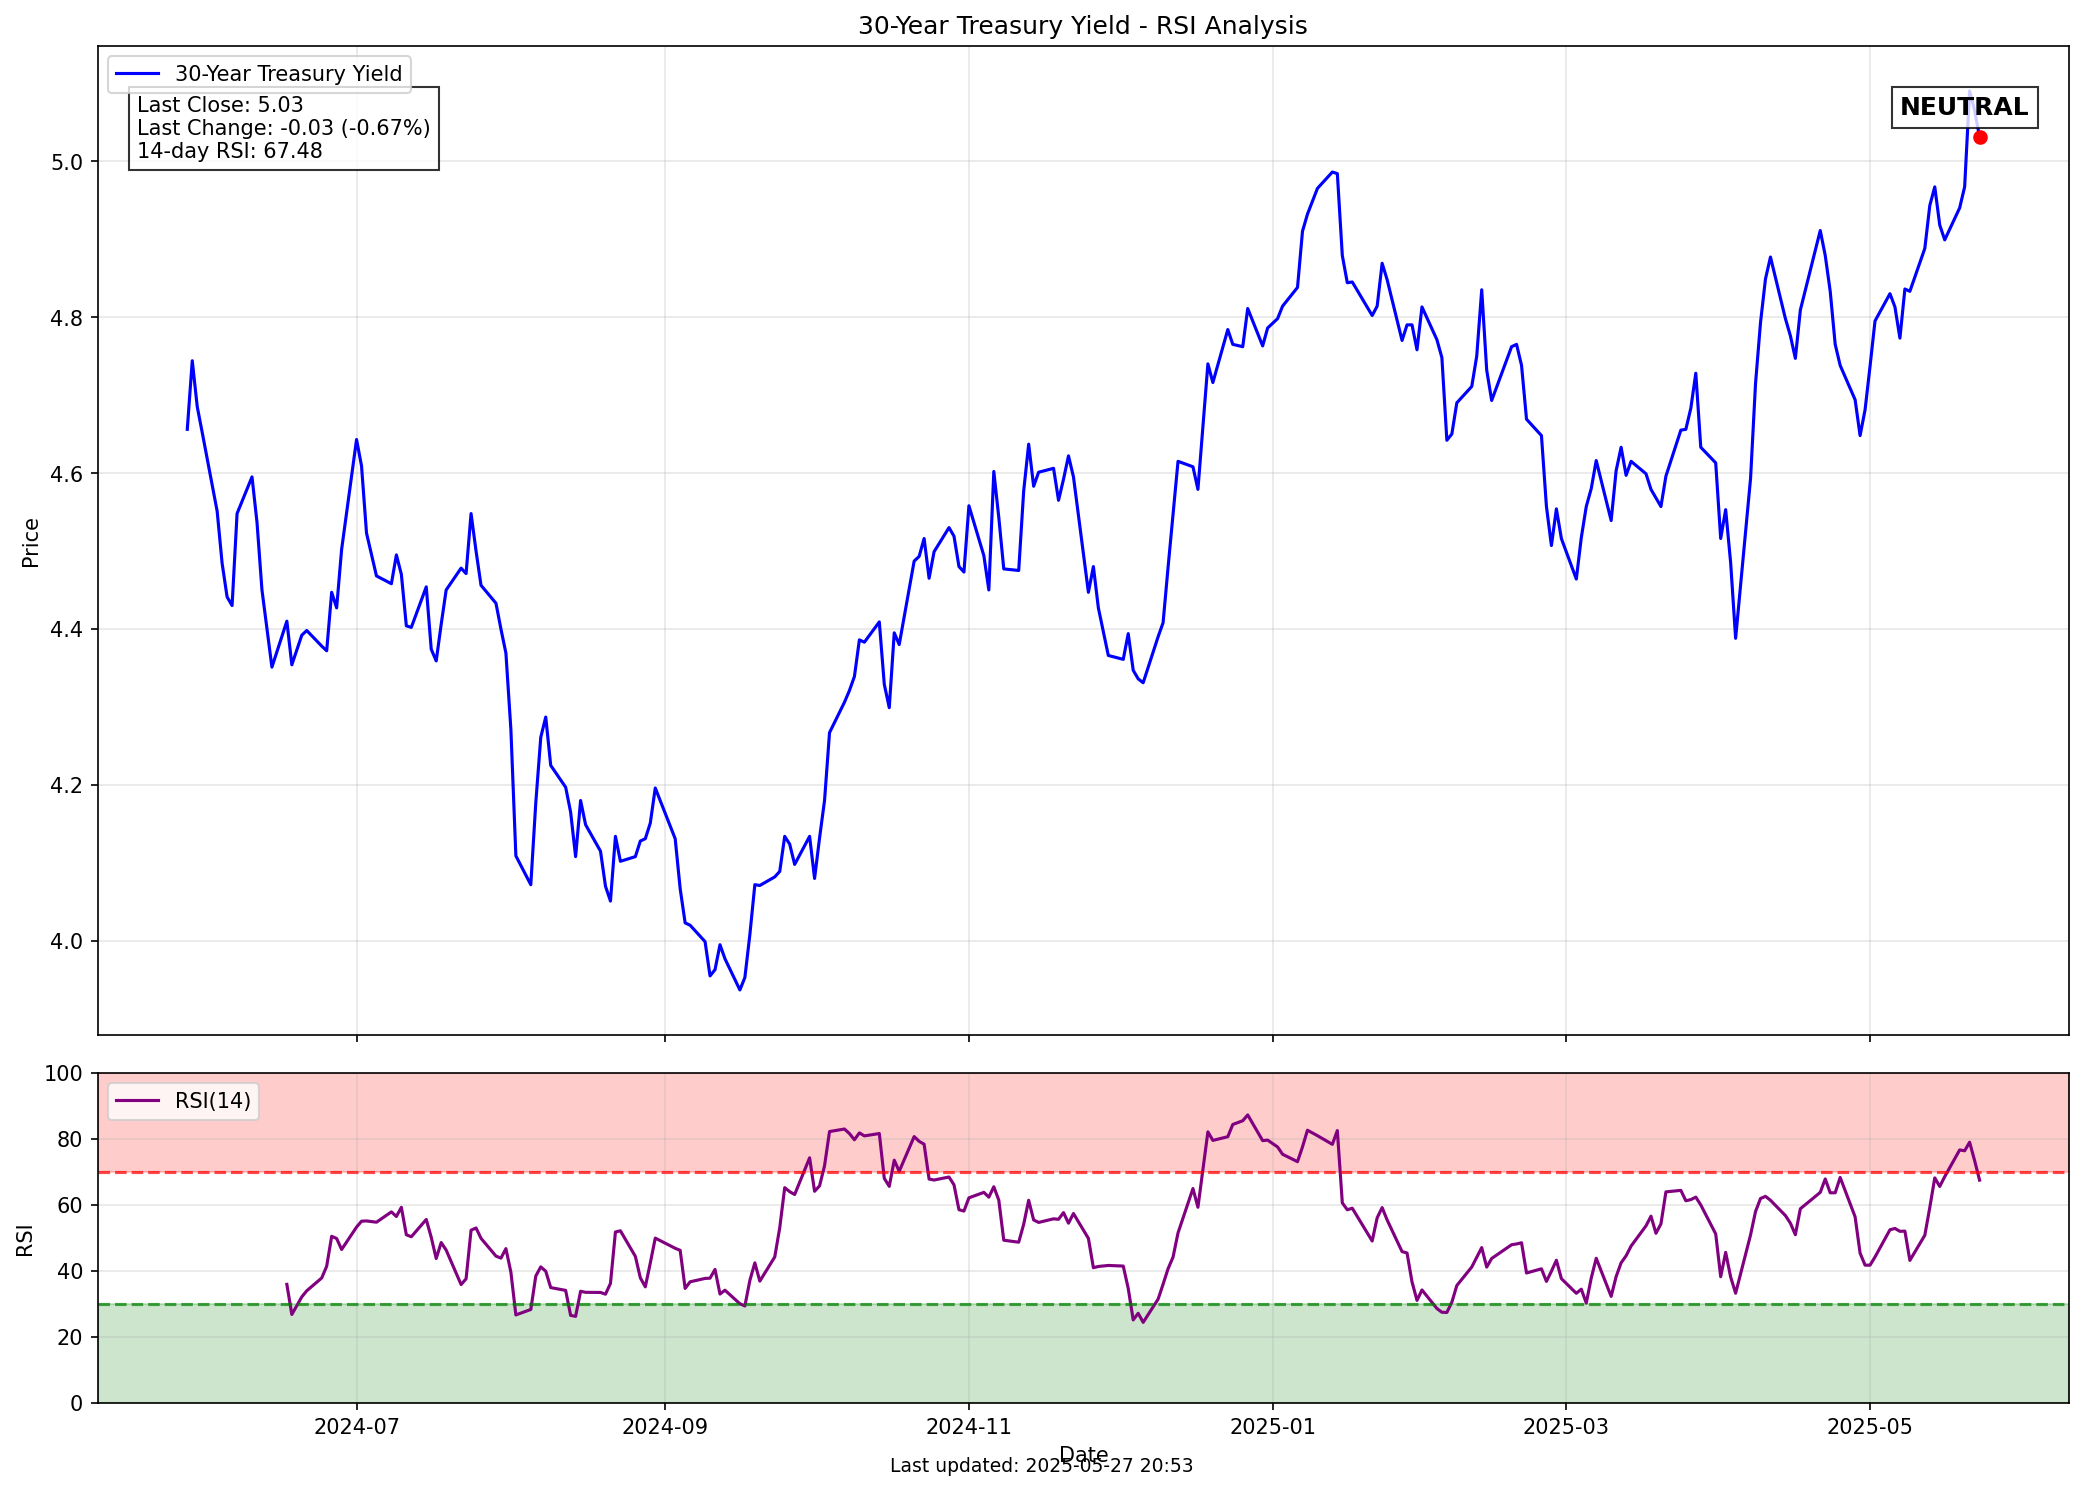 30-Year Treasury Yield - RSI Analysis
30-Year Treasury Yield
Last Close: 5.03
Last Change: -0.03 (-0.67%)
14-day RSI: 67.48
NEUTRAL
Price
5.0
4.8
4.6
4.4
4.2
4.0
RSI(14)
RSI
100
80
60
40
20
0
2024-07
2024-09
2024-11
2025-01
2025-03
2025-05
Date
Last updated: 2025-05-27 20:53